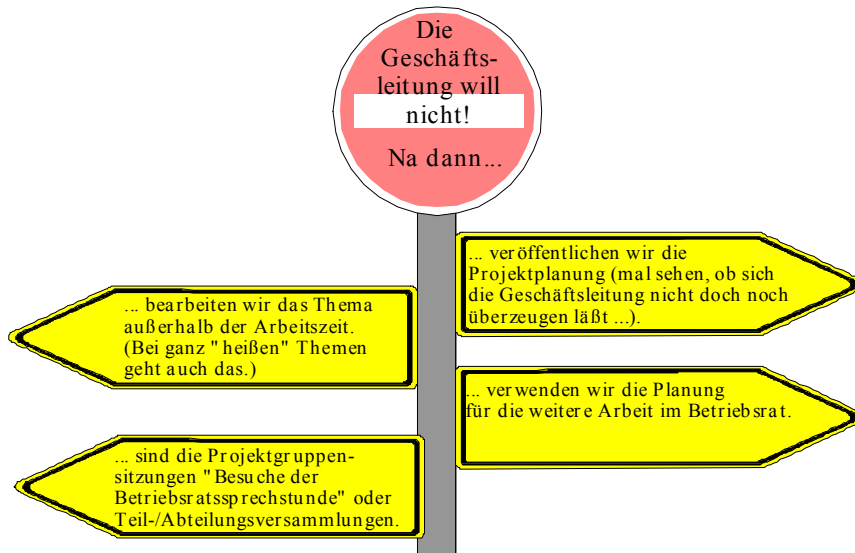 Die
Geschäfts-
leitung will
nicht!
Na dann...
... veröffentlichen wir die
Projektplanung (mal sehen, ob sich
die Geschäftsleitung nicht doch noch
überzeugen läßt ...).
... bearbeiten wir das Thema
außerhalb der Arbeitszeit.
(Bei ganz "heißen" Themen
geht auch das.)
... verwenden wir die Planung
für die weitere Arbeit im Betriebsrat.
... sind die Projektgruppen-
sitzungen "Besuche der
Betriebsratssprechstunde" oder
Teil-/Abteilungsversammlungen.